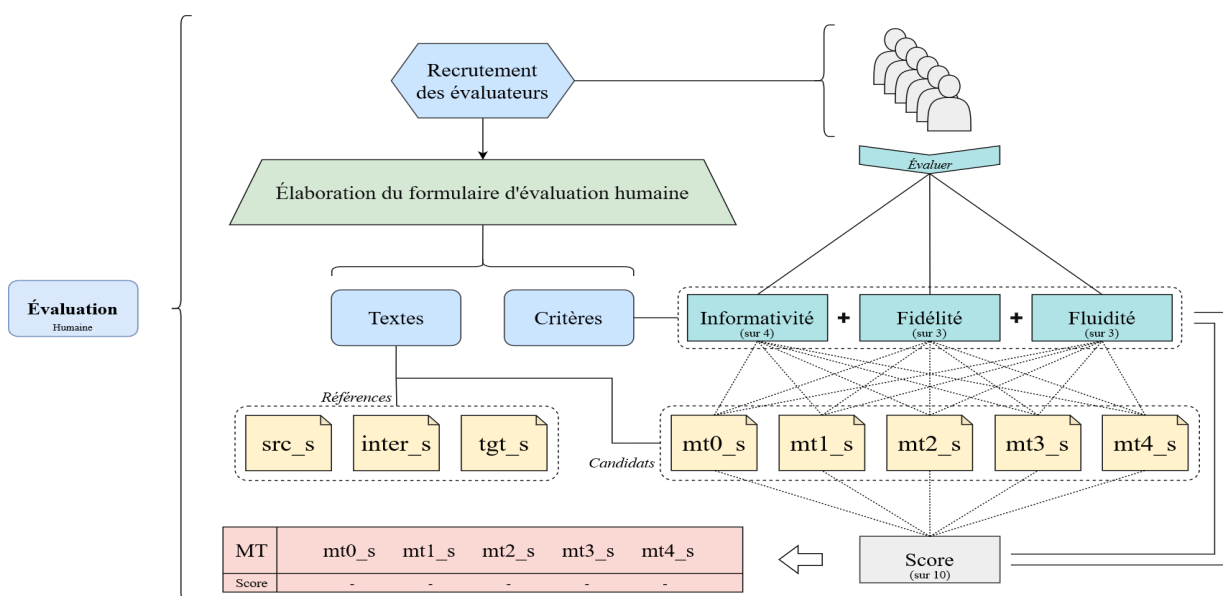 Recrutement
des évaluateurs
Évaluer
Élaboration du formulaire d'évaluation humaine
Évaluation
Humaine
Textes
Critères
Informativité
(sur 4)
+
Fidélité
(sur 3)
+
Fluidité
(sur 3)
Références
src_s
inter_s
tgt_s
Candidats
mt0_s
mt1_s
mt2_s
mt3_s
mt4_s
MT mt0_s mt1_s mt2_s mt3_s mt4_s
Score - - - - -
Score
(sur 10)